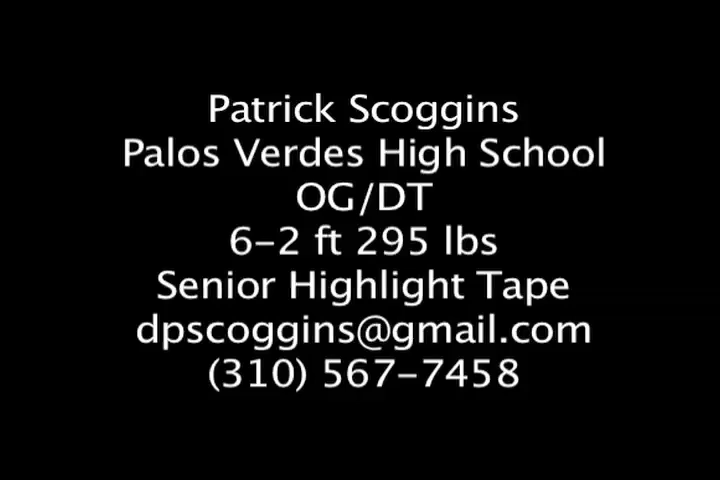 Patrick Scoggins
Palos Verdes High School
OG/DT
6-2 ft 295 lbs
Senior Highlight Tape
dpscoggins@gmail.com
(310) 567-7458